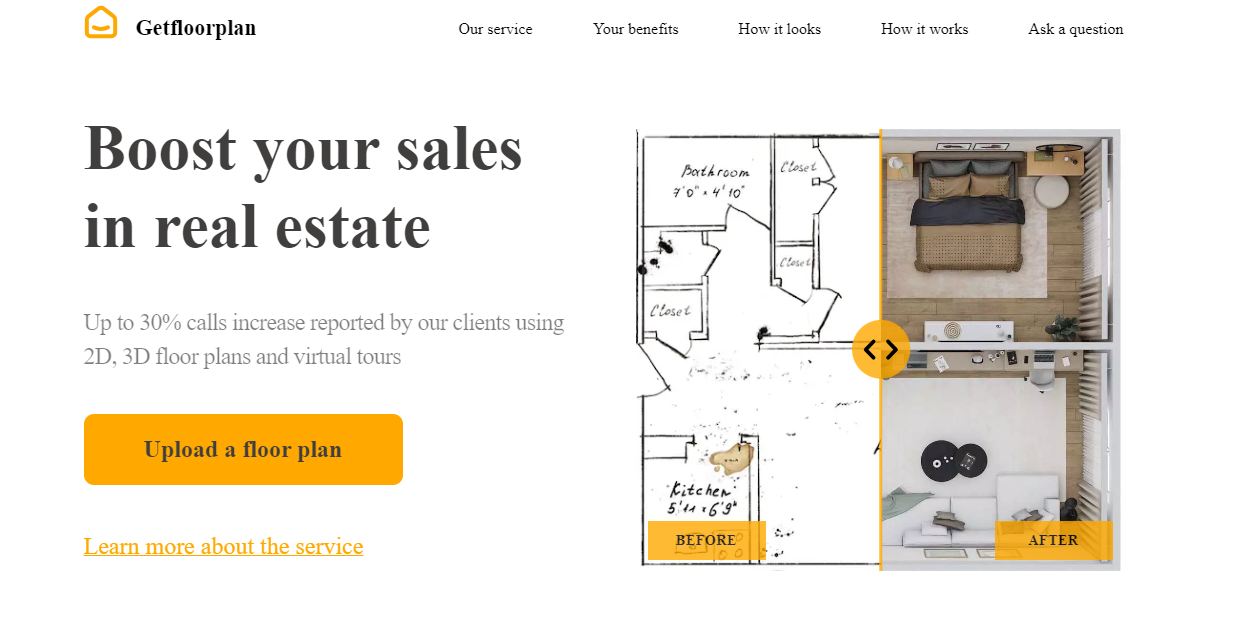 Getfloorplan
Our service
Your benefits
How it looks
How it works
Ask a question
Boost your sales
in real estate
Up to 30% calls increase reported by our clients using
2D, 3D floor plans and virtual tours
Upload a floor plan
Learn more about the service
Bathroom
7'0" × 4'10"
Closet
Closet
Closet
Kitchen
5'11 × 6'9"
BEFORE
AFTER